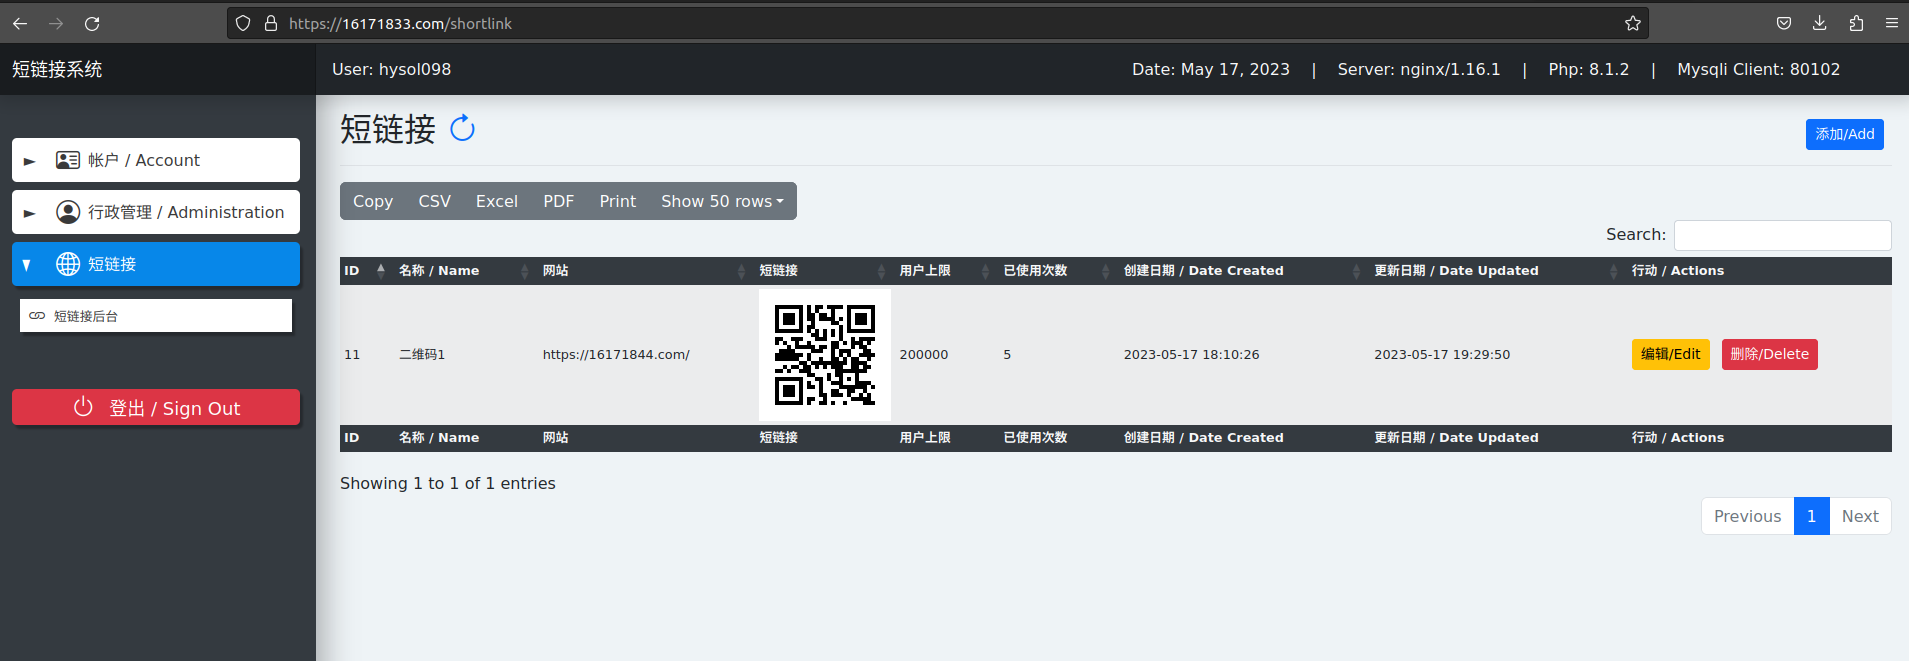 https://16171833.com/shortlink
短链接系统
User: hysol098
Date: May 17, 2023 | Server: nginx/1.16.1 | Php: 8.1.2 | Mysqli Client: 80102
► 帐户 / Account
► 行政管理 / Administration
▼ 短链接
短链接后台
登出 / Sign Out
短链接
添加/Add
Copy CSV Excel PDF Print Show 50 rows
Search:
ID 名称 / Name 网站 短链接 用户上限 已使用次数 创建日期 / Date Created 更新日期 / Date Updated 行动 / Actions
11 二维码1 https://16171844.com/ 200000 5 2023-05-17 18:10:26 2023-05-17 19:29:50 编辑/Edit 删除/Delete
ID 名称 / Name 网站 短链接 用户上限 已使用次数 创建日期 / Date Created 更新日期 / Date Updated 行动 / Actions
Showing 1 to 1 of 1 entries
Previous 1 Next